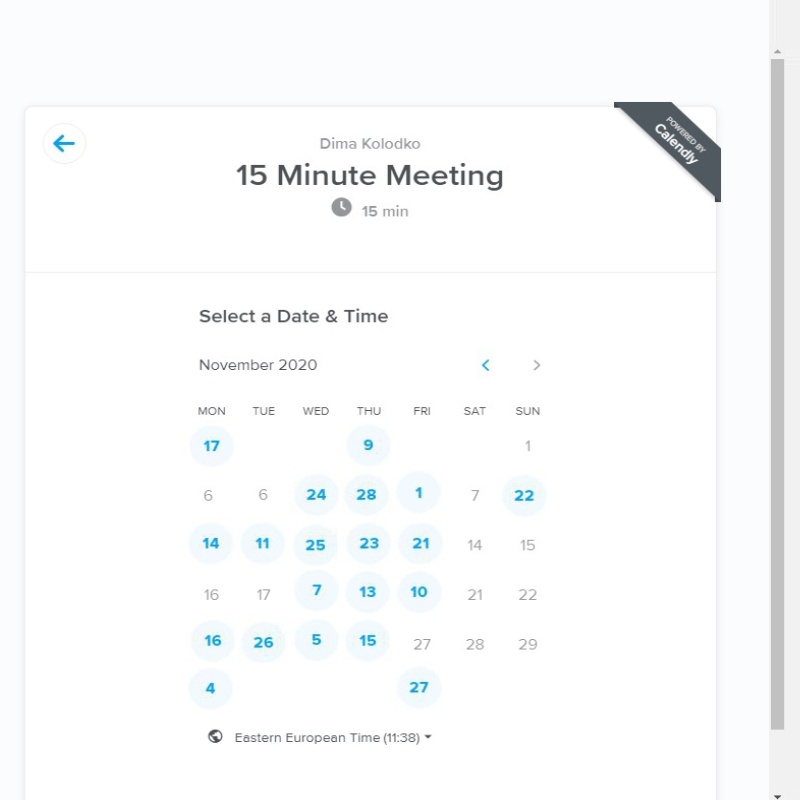 POWERED BY
Calendly
Dima Kolodko
15 Minute Meeting
15 min
Select a Date & Time
November 2020
MON TUE WED THU FRI SAT SUN
17 9 1
6 6 24 28 1 7 22
14 11 25 23 21 14 15
16 17 7 13 10 21 22
16 26 5 15 27 28 29
4 27
Eastern European Time (11:38)